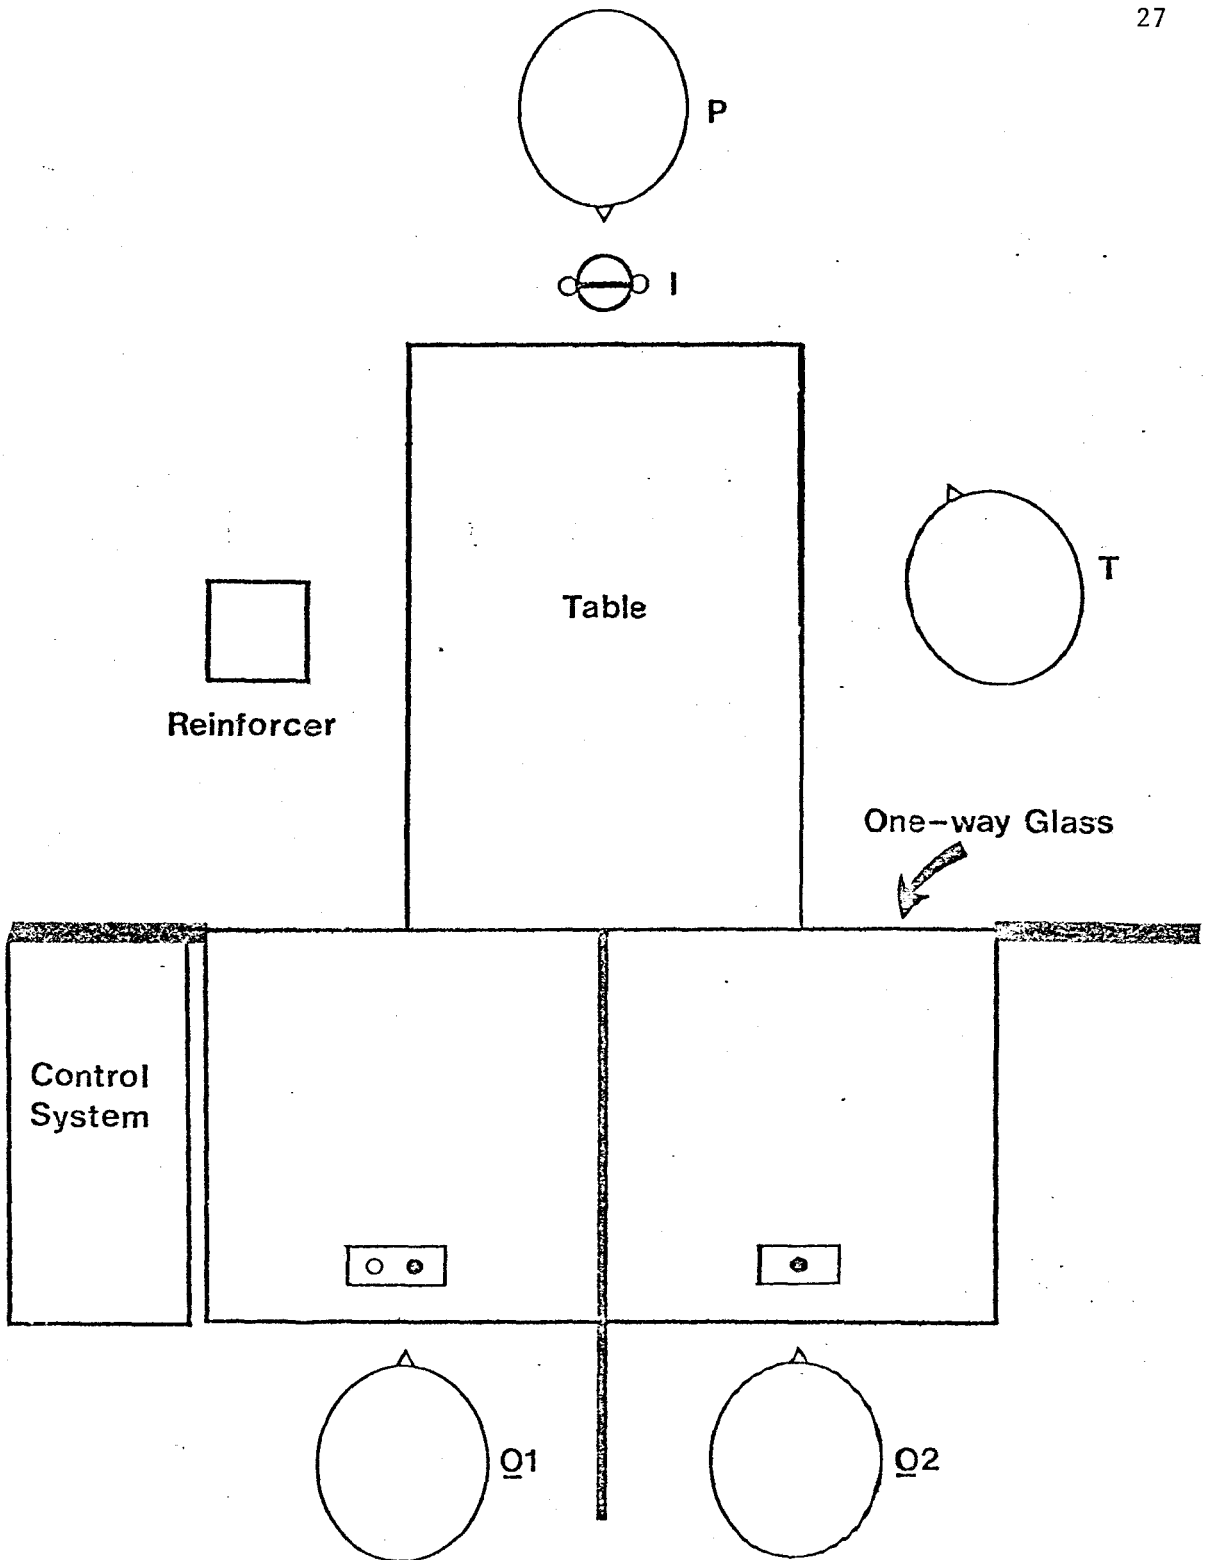 27
P
I
T
Table
Reinforcer
One-way Glass
Control
System
O1
O2